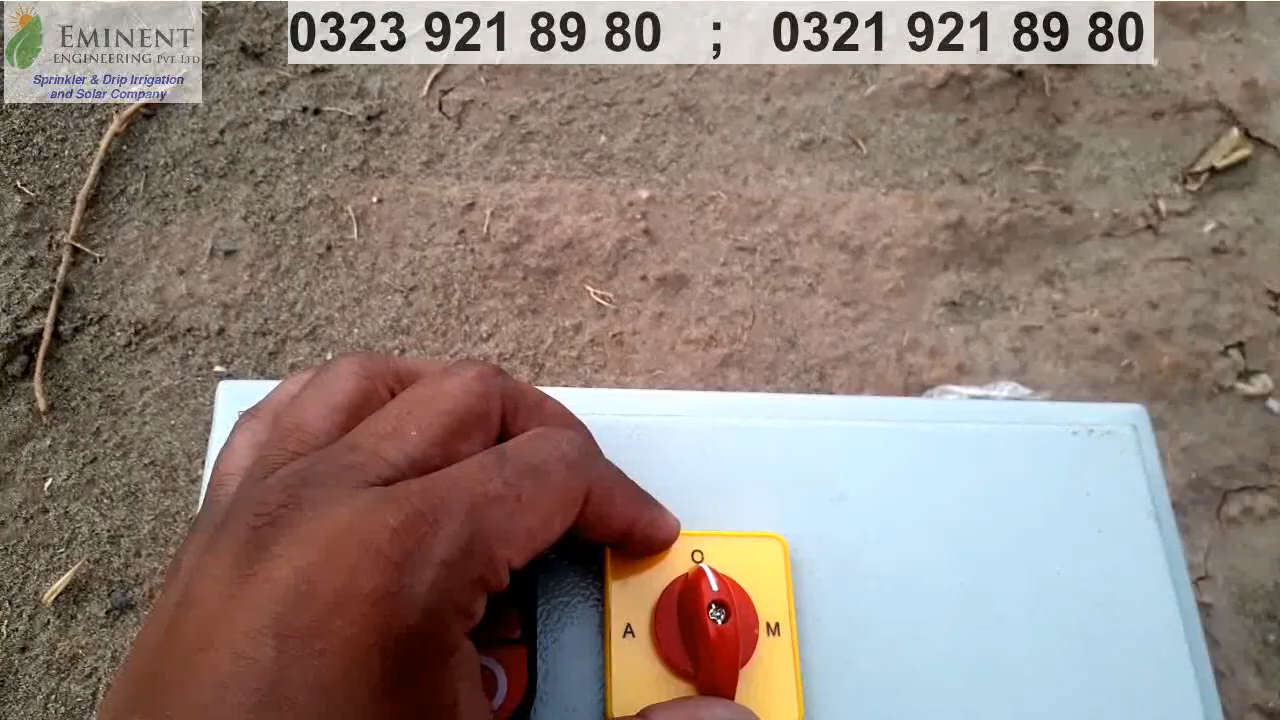 EMINENT
ENGINEERING PVT LTD
Sprinkler & Drip Irrigation
and Solar Company
0323 921 89 80 ; 0321 921 89 80
O
A
M